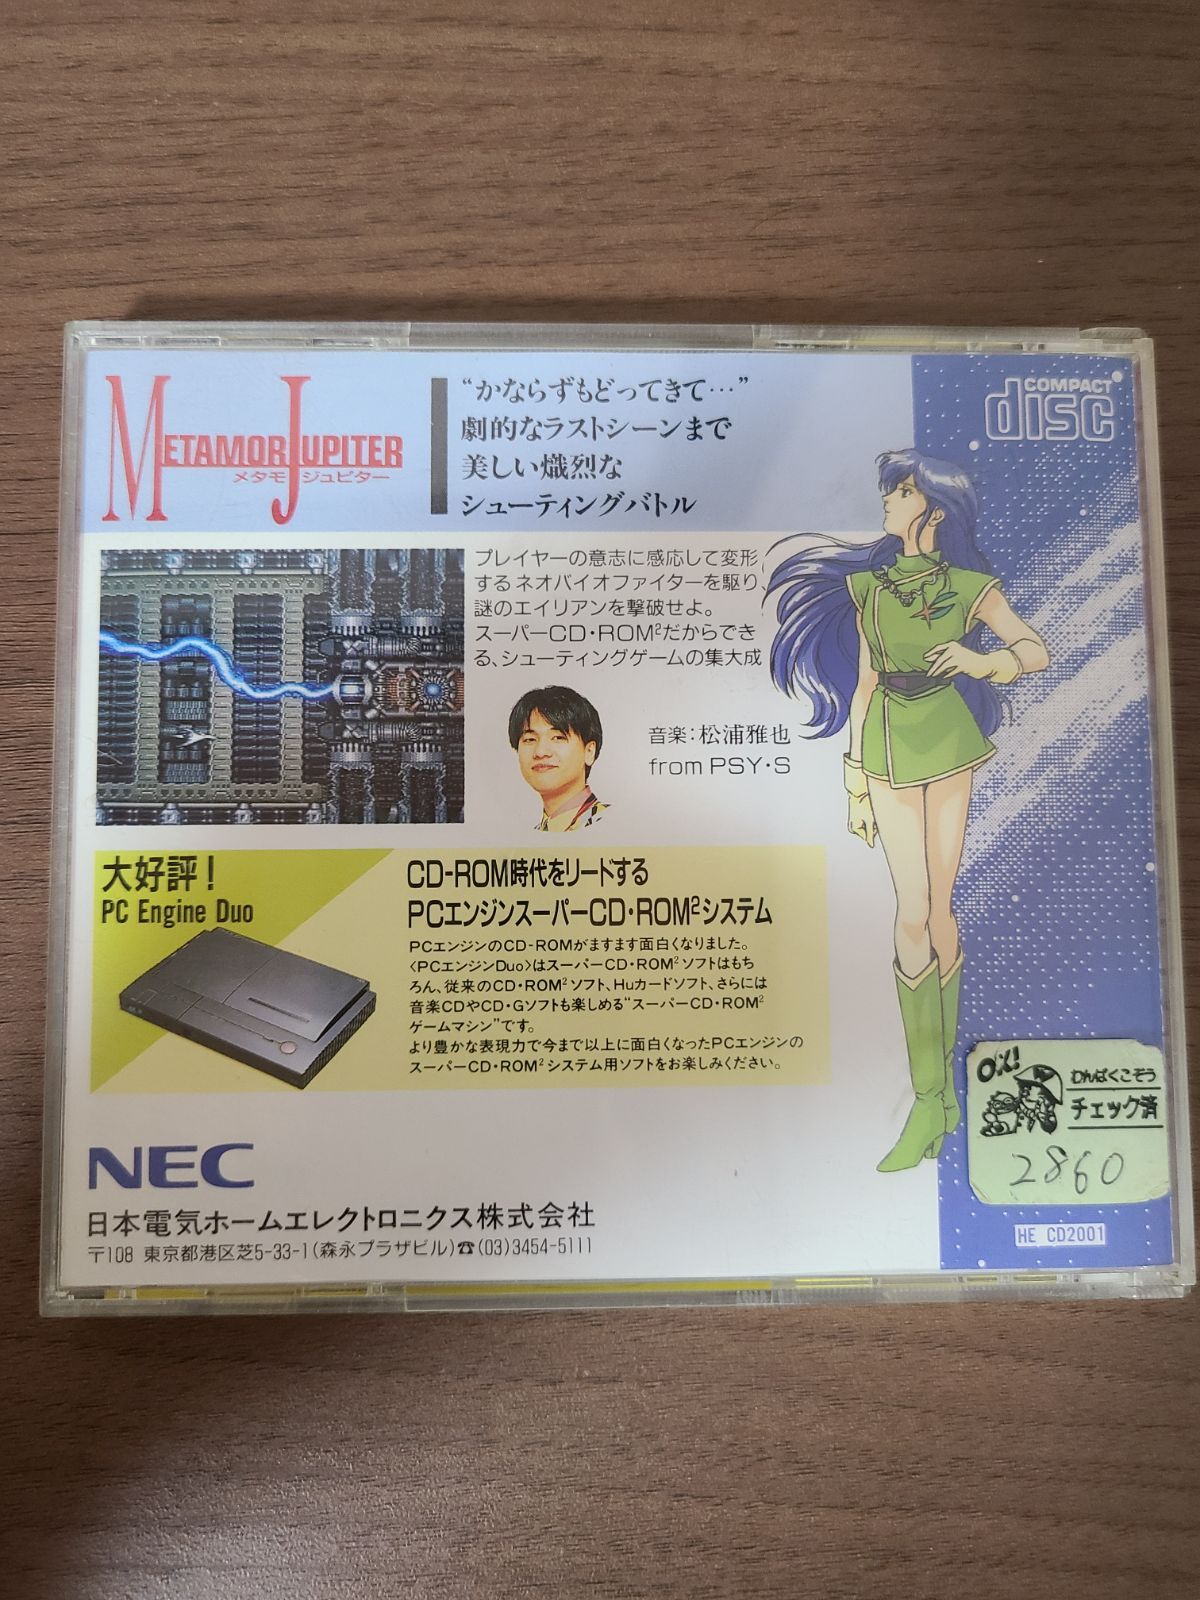 METAMOR JUPITER
メタモ ジュピター
“かならずもどってきて…”
劇的なラストシーンまで
美しい熾烈な
シューティングバトル
COMPACT
disc
プレイヤーの意志に感応して変形
するネオバイオファイターを駆り、
謎のエイリアンを撃破せよ。
スーパーCD・ROM²だからでき
る、シューティングゲームの集大成
音楽：松浦雅也
from PSY・S
大好評！
PC Engine Duo
CD-ROM時代をリードする
PCエンジンスーパーCD・ROM²システム
PCエンジンのCD-ROMがますます面白くなりました。
〈PCエンジンDuo〉はスーパーCD・ROM²ソフトはもち
ろん、従来のCD・ROM²ソフト、Huカードソフト、さらには
音楽CDやCD・Gソフトも楽しめる“スーパーCD・ROM²
ゲームマシン”です。
より豊かな表現力で今まで以上に面白くなったPCエンジンの
スーパーCD・ROM²システム用ソフトをお楽しみください。
O.K!
わんぱくこぞう
チェック済
2860
NEC
日本電気ホームエレクトロニクス株式会社
〒108 東京都港区芝5-33-1(森永プラザビル)☎(03)3454-5111
HE CD2001